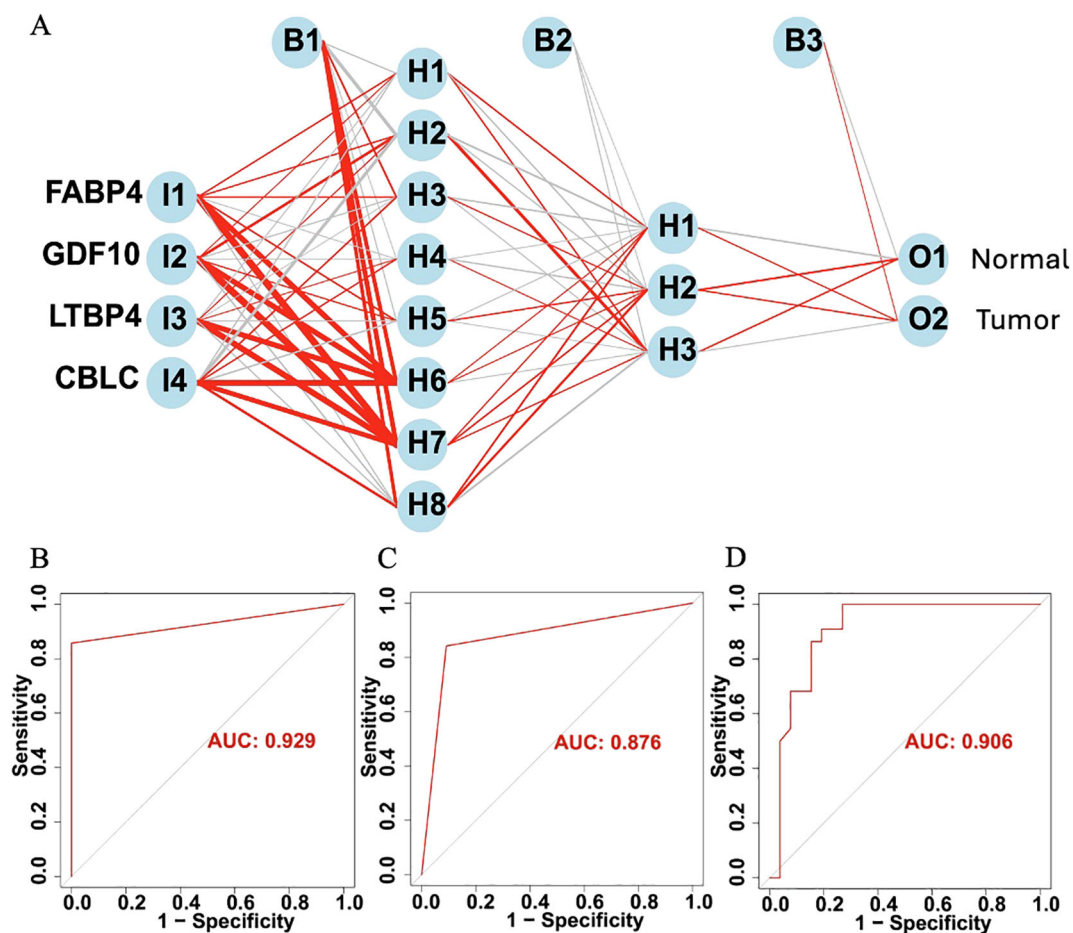 A
B1
B2
B3
H1
H2
H3
H4
H5
H6
H7
H8
FABP4 I1
GDF10 I2
LTBP4 I3
CBLC I4
H1
H2
H3
O1 Normal
O2 Tumor
B
Sensitivity
0.0 0.2 0.4 0.6 0.8 1.0
AUC: 0.929
0.0 0.2 0.4 0.6 0.8 1.0
1 − Specificity
C
Sensitivity
0.0 0.2 0.4 0.6 0.8 1.0
AUC: 0.876
0.0 0.2 0.4 0.6 0.8 1.0
1 − Specificity
D
Sensitivity
0.0 0.2 0.4 0.6 0.8 1.0
AUC: 0.906
0.0 0.2 0.4 0.6 0.8 1.0
1 − Specificity